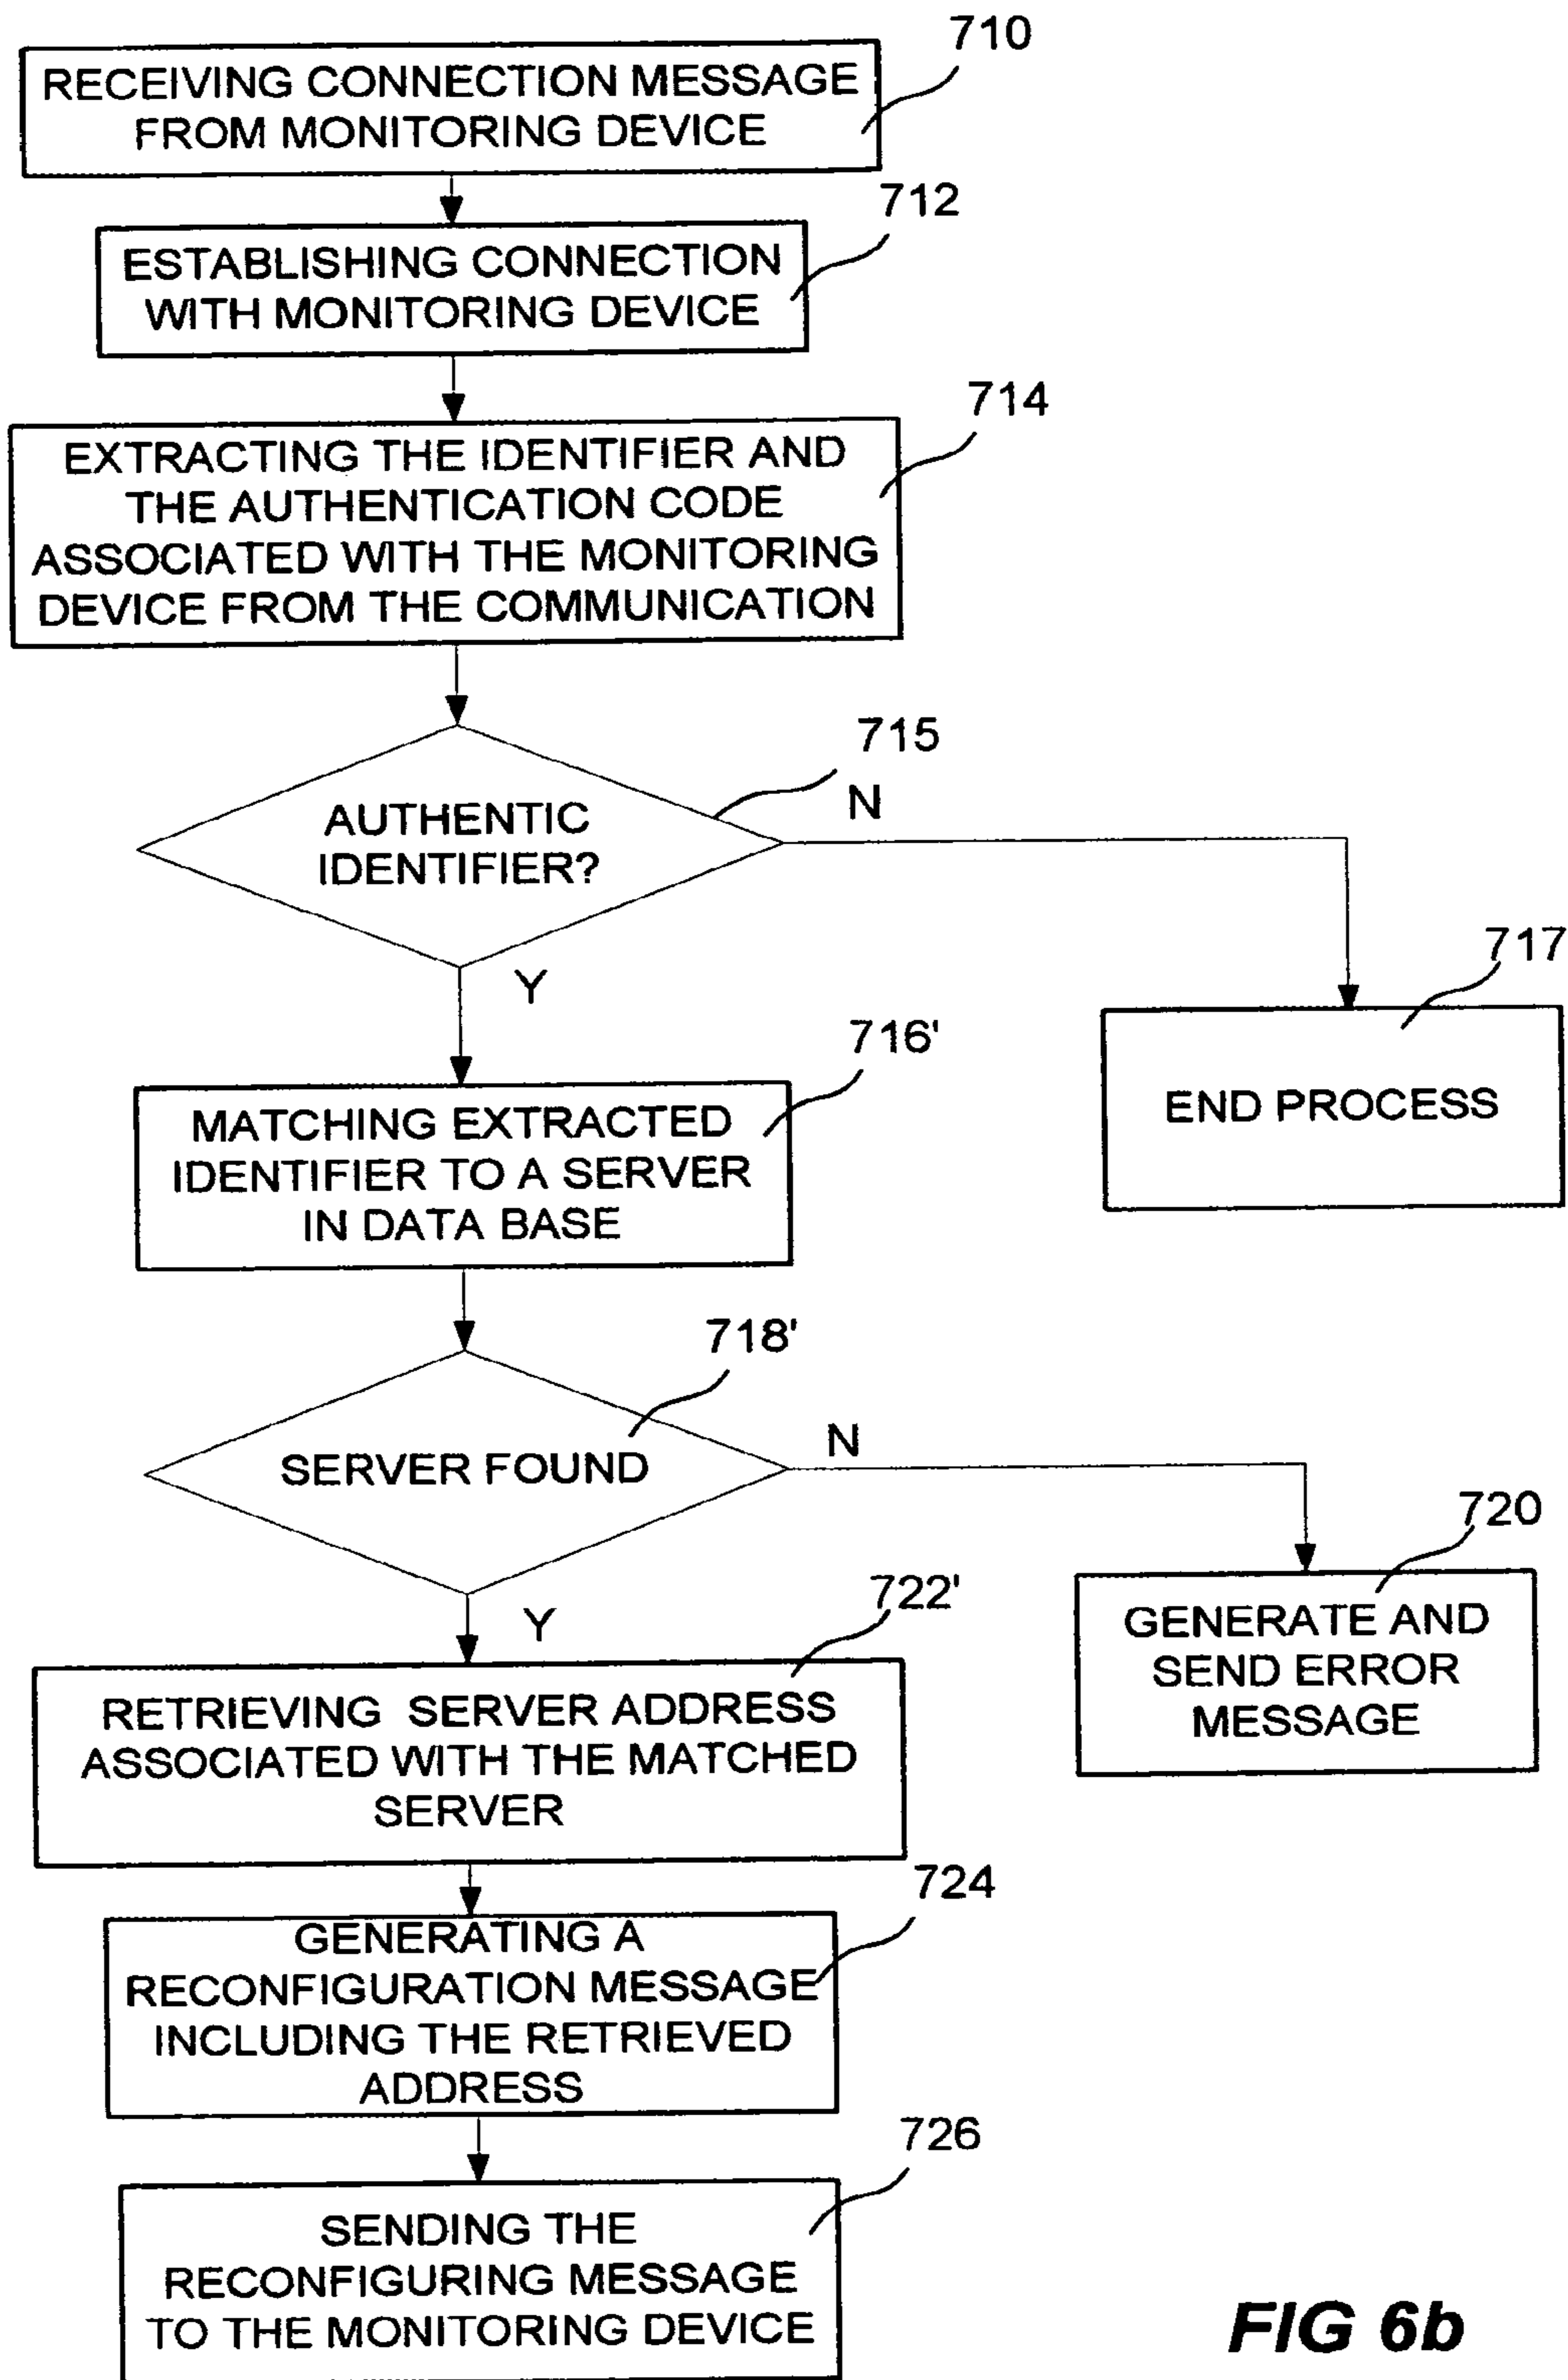 710
RECEIVING CONNECTION MESSAGE
FROM MONITORING DEVICE
712
ESTABLISHING CONNECTION
WITH MONITORING DEVICE
714
EXTRACTING THE IDENTIFIER AND
THE AUTHENTICATION CODE
ASSOCIATED WITH THE MONITORING
DEVICE FROM THE COMMUNICATION
715
AUTHENTIC
IDENTIFIER?
N
Y
717
END PROCESS
716'
MATCHING EXTRACTED
IDENTIFIER TO A SERVER
IN DATA BASE
718'
SERVER FOUND
N
Y
720
GENERATE AND
SEND ERROR
MESSAGE
722'
RETRIEVING SERVER ADDRESS
ASSOCIATED WITH THE MATCHED
SERVER
724
GENERATING A
RECONFIGURATION MESSAGE
INCLUDING THE RETRIEVED
ADDRESS
726
SENDING THE
RECONFIGURING MESSAGE
TO THE MONITORING DEVICE
FIG 6b